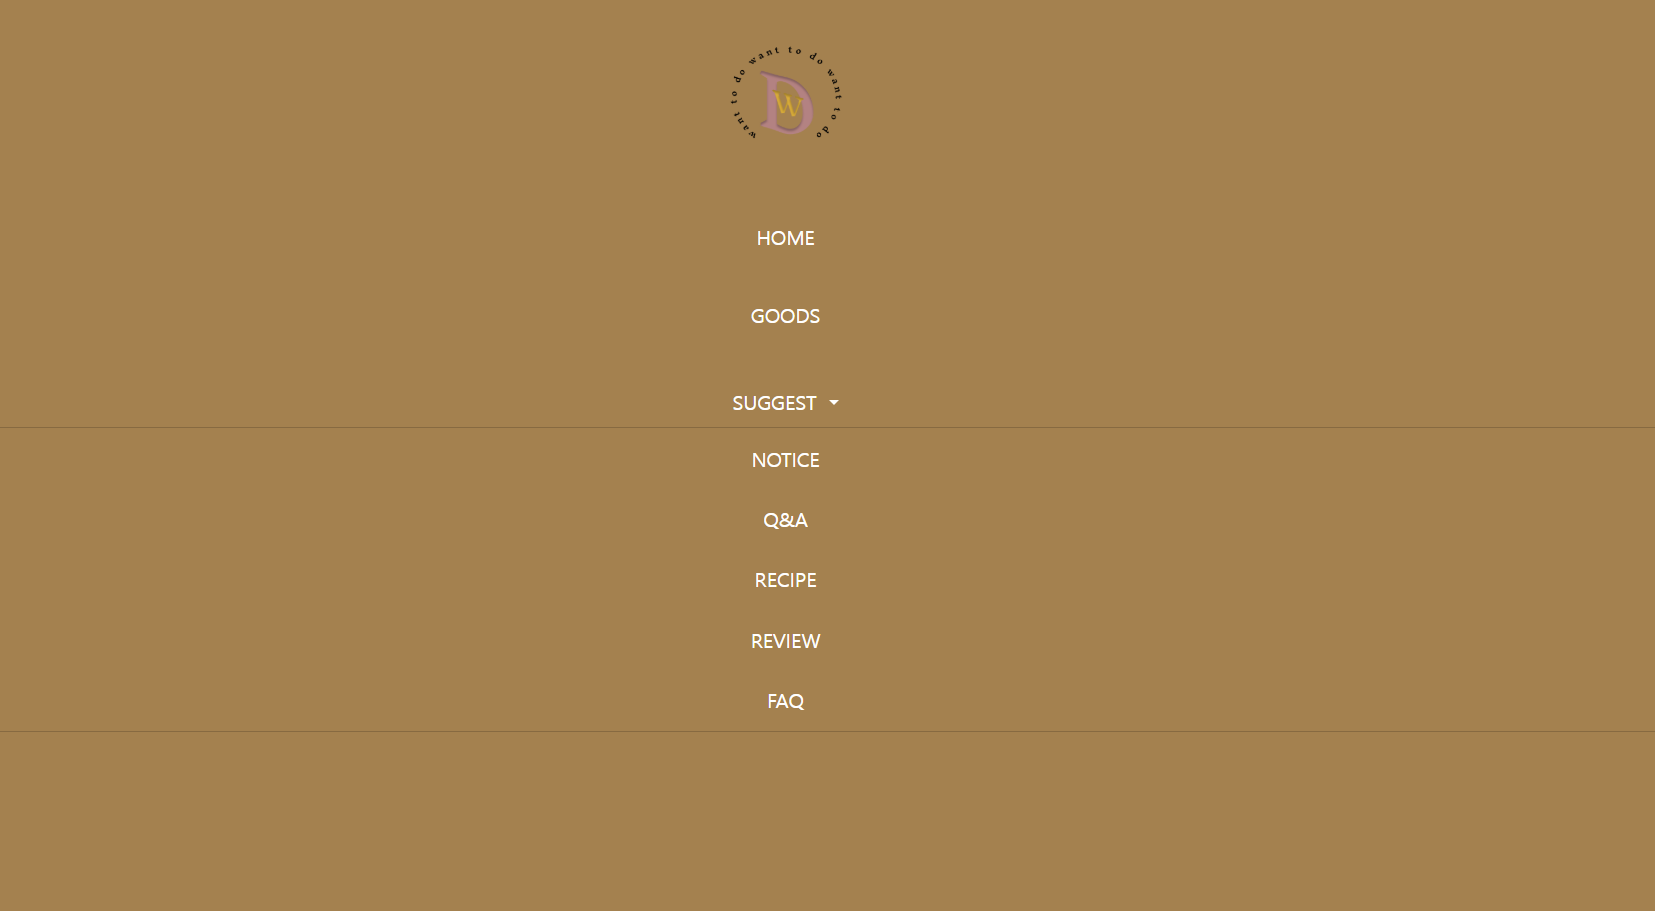 want to do want to do want to do
DW
HOME
GOODS
SUGGEST
NOTICE
Q&A
RECIPE
REVIEW
FAQ